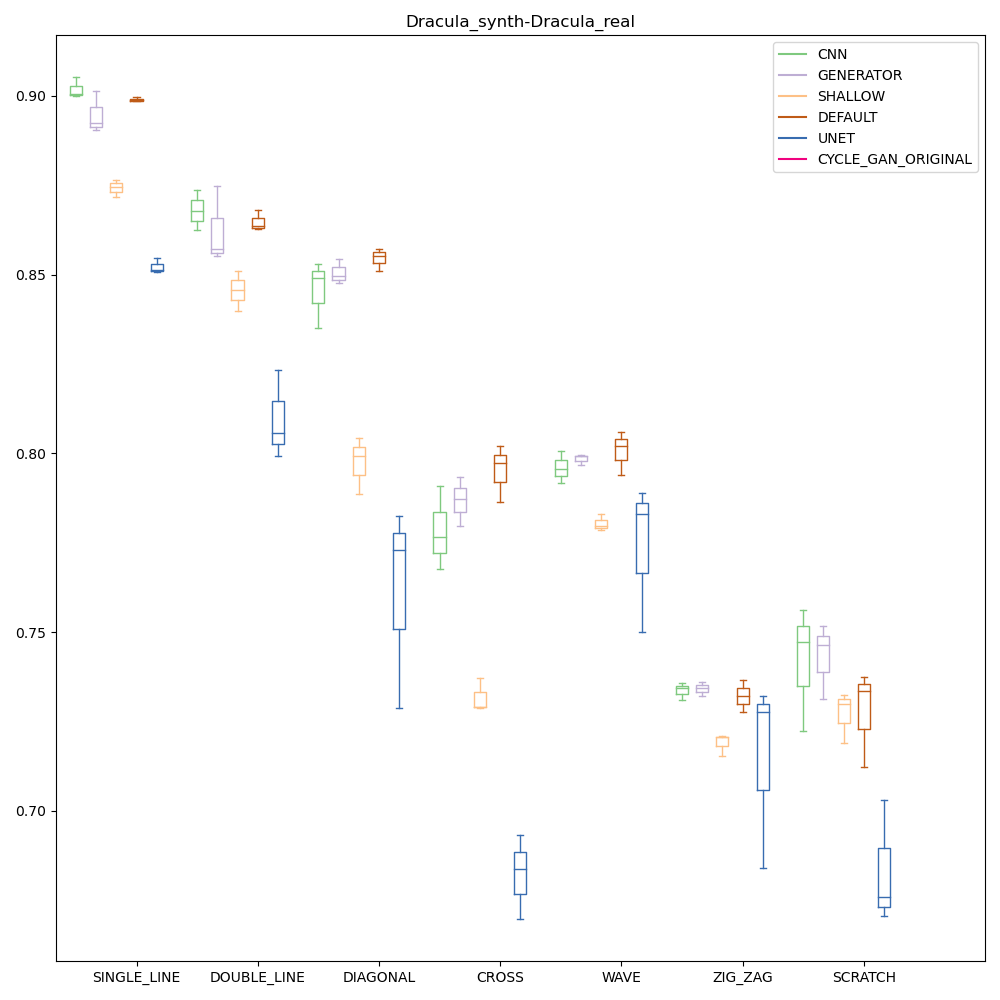 Dracula_synth-Dracula_real
CNN
GENERATOR
SHALLOW
DEFAULT
UNET
CYCLE_GAN_ORIGINAL
0.90
0.85
0.80
0.75
0.70
SINGLE_LINE DOUBLE_LINE DIAGONAL CROSS WAVE ZIG_ZAG SCRATCH